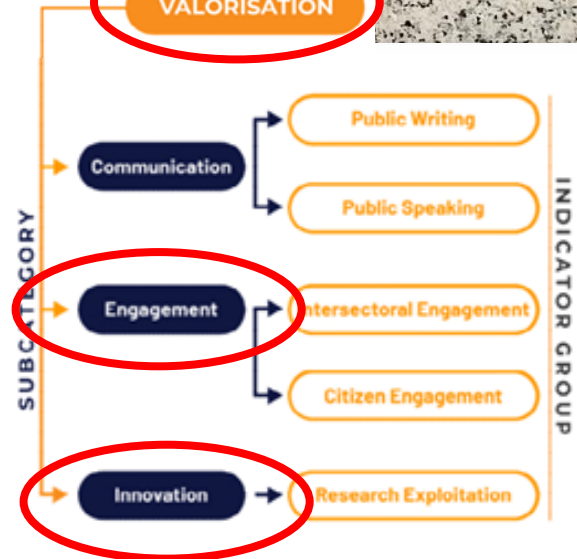 VALORISATION
SUBCATEGORY
Communication
Public Writing
Public Speaking
Engagement
Intersectoral Engagement
Citizen Engagement
Innovation
Research Exploitation
INDICATOR GROUP